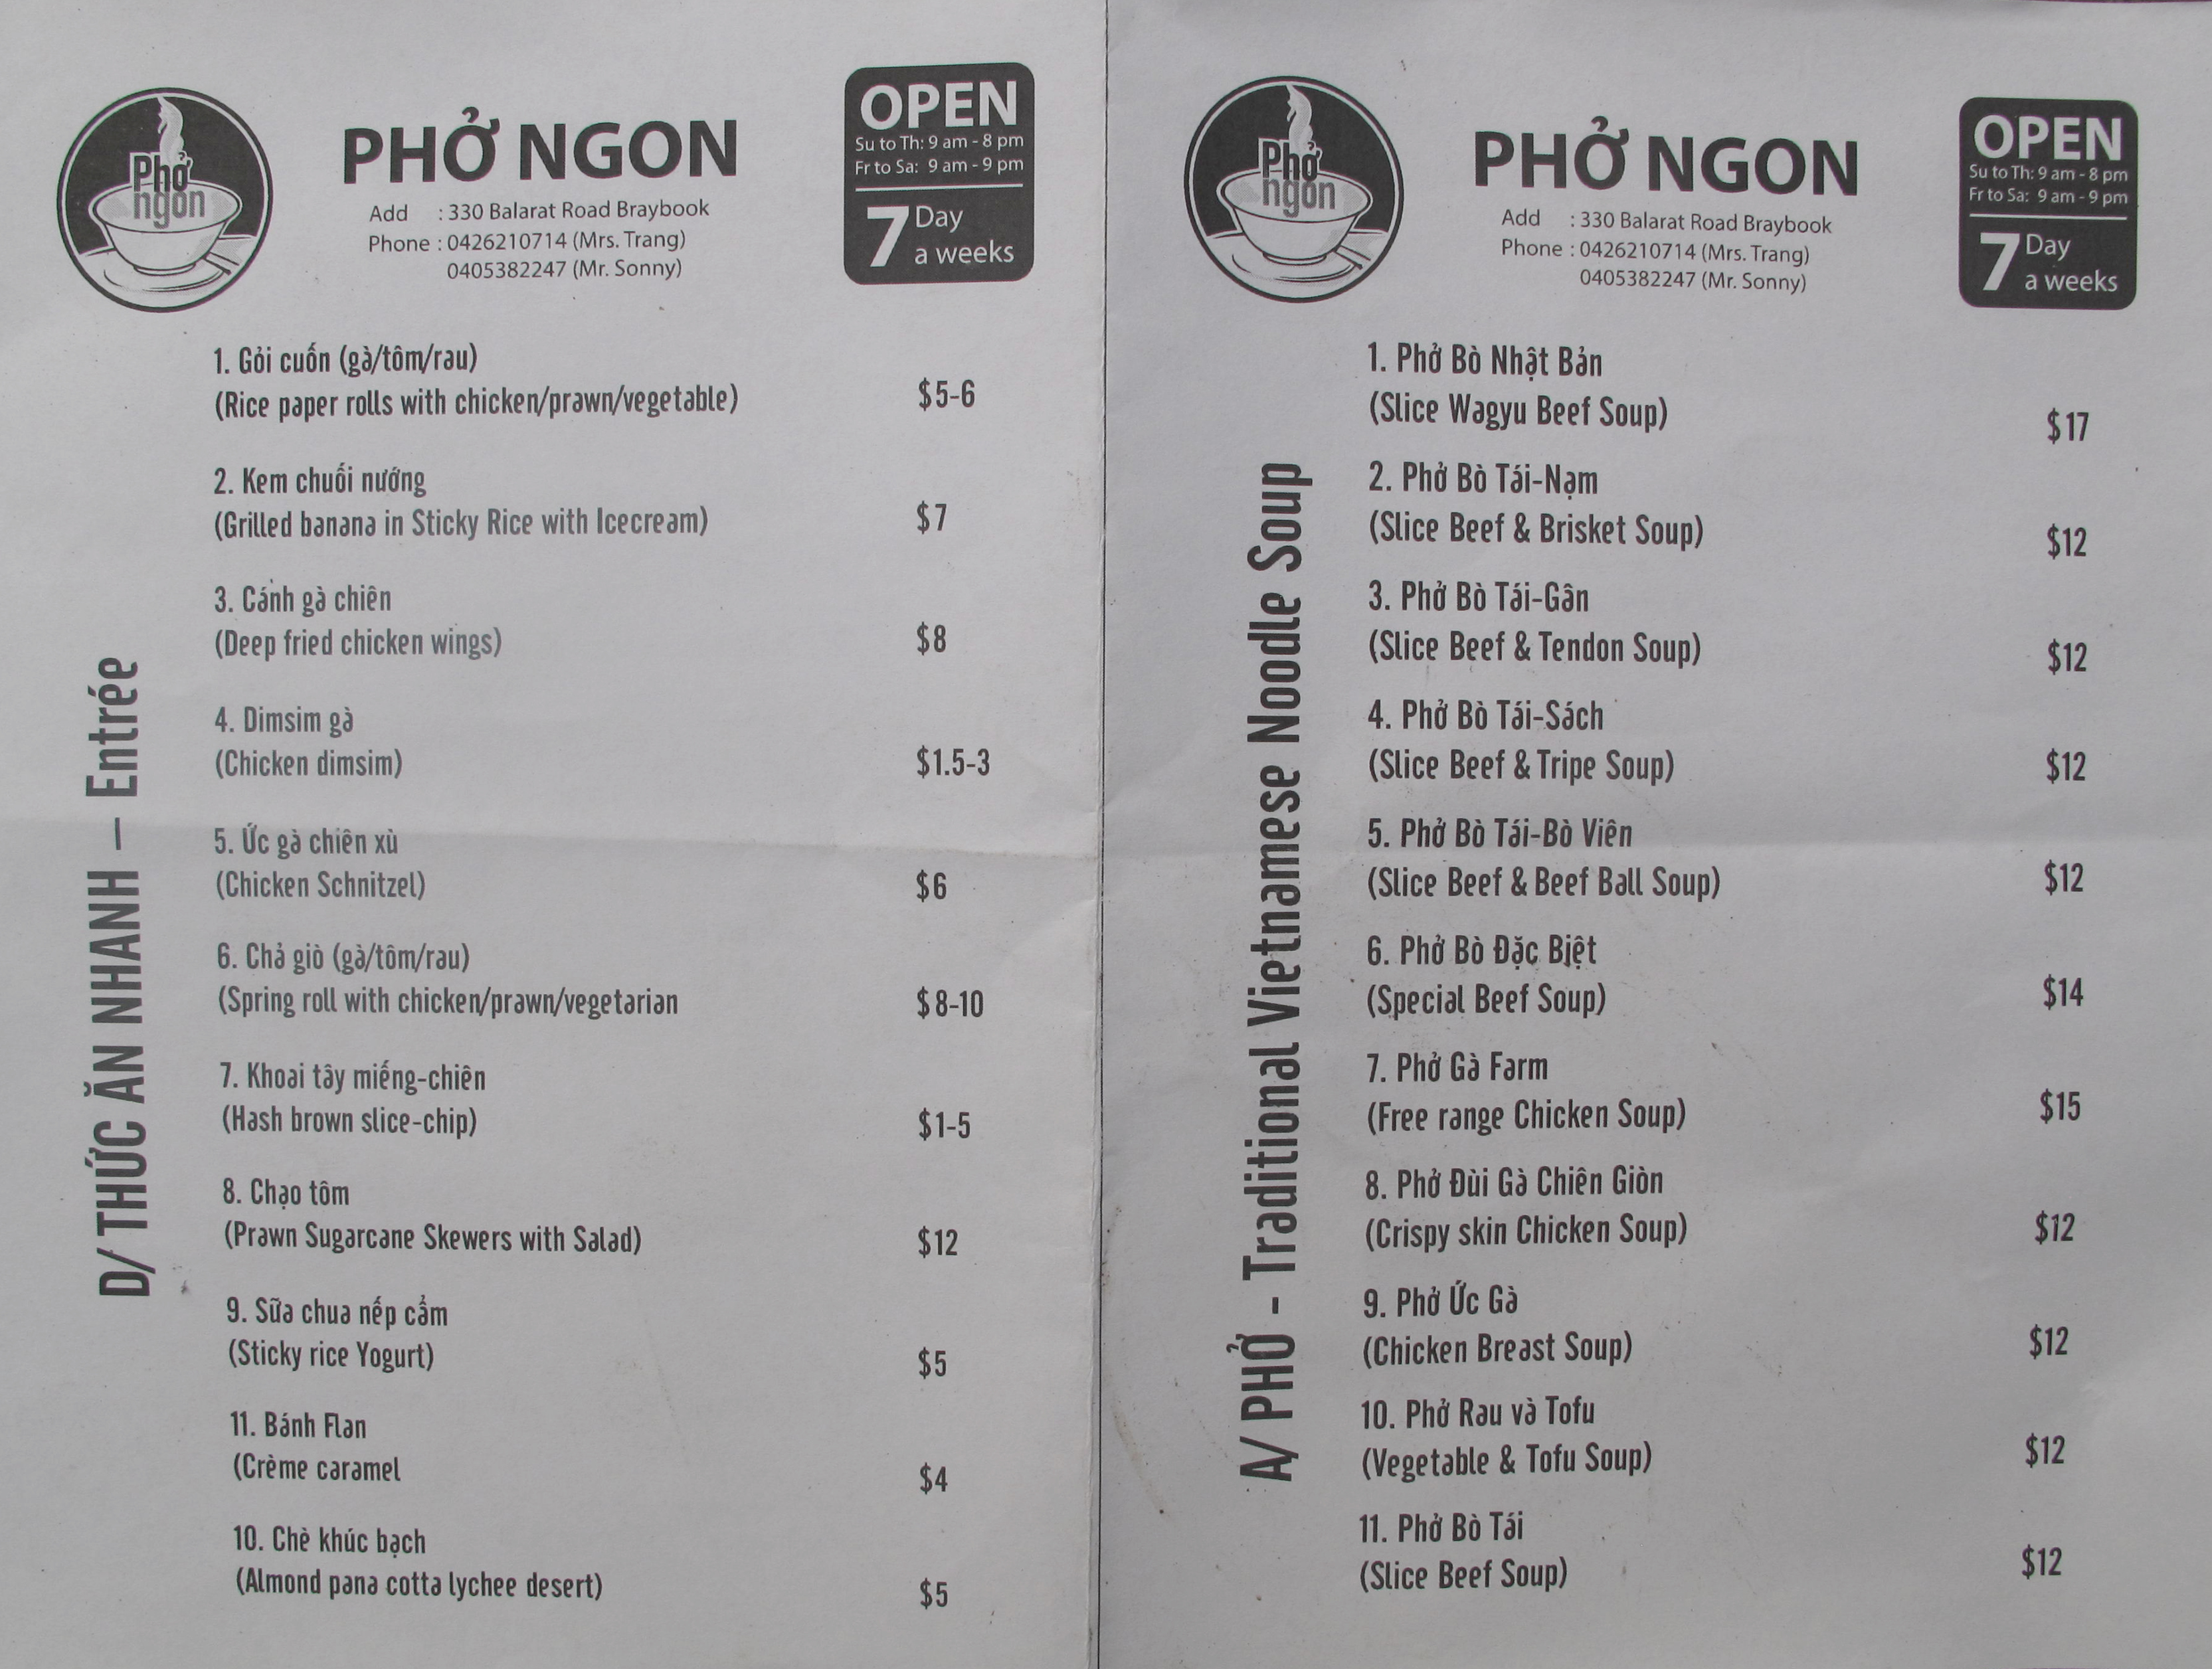 Phở
ngon
PHỞ NGON
Add : 330 Balarat Road Braybook
Phone : 0426210714 (Mrs. Trang)
0405382247 (Mr. Sonny)
OPEN
Su to Th: 9 am - 8 pm
Fr to Sa: 9 am - 9 pm
7 Day
a weeks
D/ THỨC ĂN NHANH – Entrée
1. Gỏi cuốn (gà/tôm/rau)
(Rice paper rolls with chicken/prawn/vegetable) $5-6
2. Kem chuối nướng
(Grilled banana in Sticky Rice with Icecream) $7
3. Cánh gà chiên
(Deep fried chicken wings) $8
4. Dimsim gà
(Chicken dimsim) $1.5-3
5. Ức gà chiên xù
(Chicken Schnitzel) $6
6. Chả giò (gà/tôm/rau)
(Spring roll with chicken/prawn/vegetarian $8-10
7. Khoai tây miếng-chiên
(Hash brown slice-chip) $1-5
8. Chạo tôm
(Prawn Sugarcane Skewers with Salad) $12
9. Sữa chua nếp cẩm
(Sticky rice Yogurt) $5
11. Bánh Flan
(Crème caramel $4
10. Chè khúc bạch
(Almond pana cotta lychee desert) $5
Phở
ngon
PHỞ NGON
Add : 330 Balarat Road Braybook
Phone : 0426210714 (Mrs. Trang)
0405382247 (Mr. Sonny)
OPEN
Su to Th: 9 am - 8 pm
Fr to Sa: 9 am - 9 pm
7 Day
a weeks
A/ PHỞ - Traditional Vietnamese Noodle Soup
1. Phở Bò Nhật Bản
(Slice Wagyu Beef Soup) $17
2. Phở Bò Tái-Nạm
(Slice Beef & Brisket Soup) $12
3. Phở Bò Tái-Gân
(Slice Beef & Tendon Soup) $12
4. Phở Bò Tái-Sách
(Slice Beef & Tripe Soup) $12
5. Phở Bò Tái-Bò Viên
(Slice Beef & Beef Ball Soup) $12
6. Phở Bò Đặc Biệt
(Special Beef Soup) $14
7. Phở Gà Farm
(Free range Chicken Soup) $15
8. Phở Đùi Gà Chiên Giòn
(Crispy skin Chicken Soup) $12
9. Phở Ức Gà
(Chicken Breast Soup) $12
10. Phở Rau và Tofu
(Vegetable & Tofu Soup) $12
11. Phở Bò Tái
(Slice Beef Soup) $12